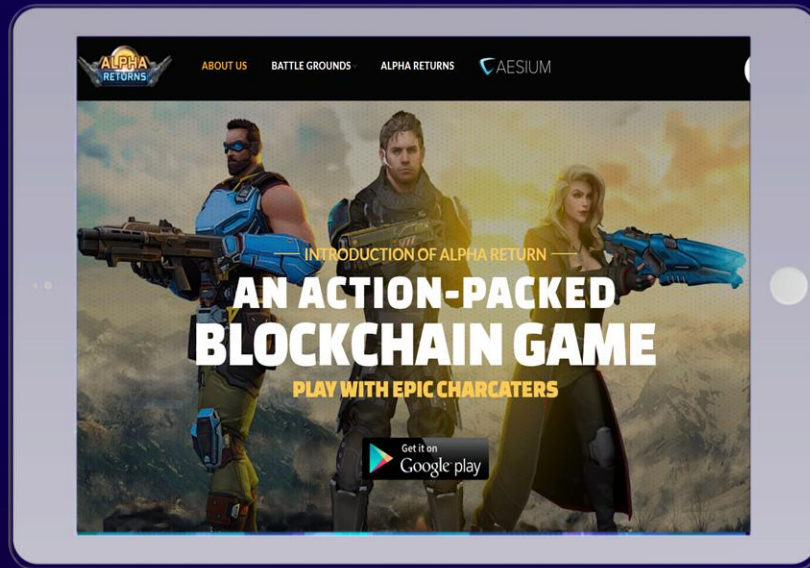 ALPHA
RETORNS
ABOUT US
BATTLE GROUNDS
ALPHA RETURNS
AESIUM
INTRODUCTION OF ALPHA RETURN
AN ACTION-PACKED
BLOCKCHAIN GAME
PLAY WITH EPIC CHARCATERS
Get it on
Google play